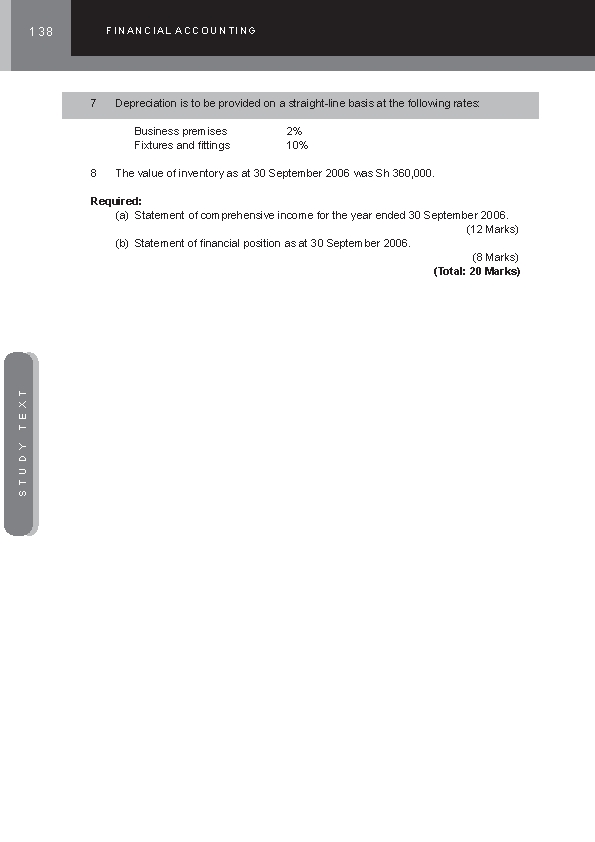 138
FINANCIAL ACCOUNTING
7 Depreciation is to be provided on a straight-line basis at the following rates:
Business premises 2%
Fixtures and fittings 10%
8 The value of inventory as at 30 September 2006 was Sh 360,000.
Required:
(a) Statement of comprehensive income for the year ended 30 September 2006.
(12 Marks)
(b) Statement of financial position as at 30 September 2006.
(8 Marks)
(Total: 20 Marks)
STUDY TEXT